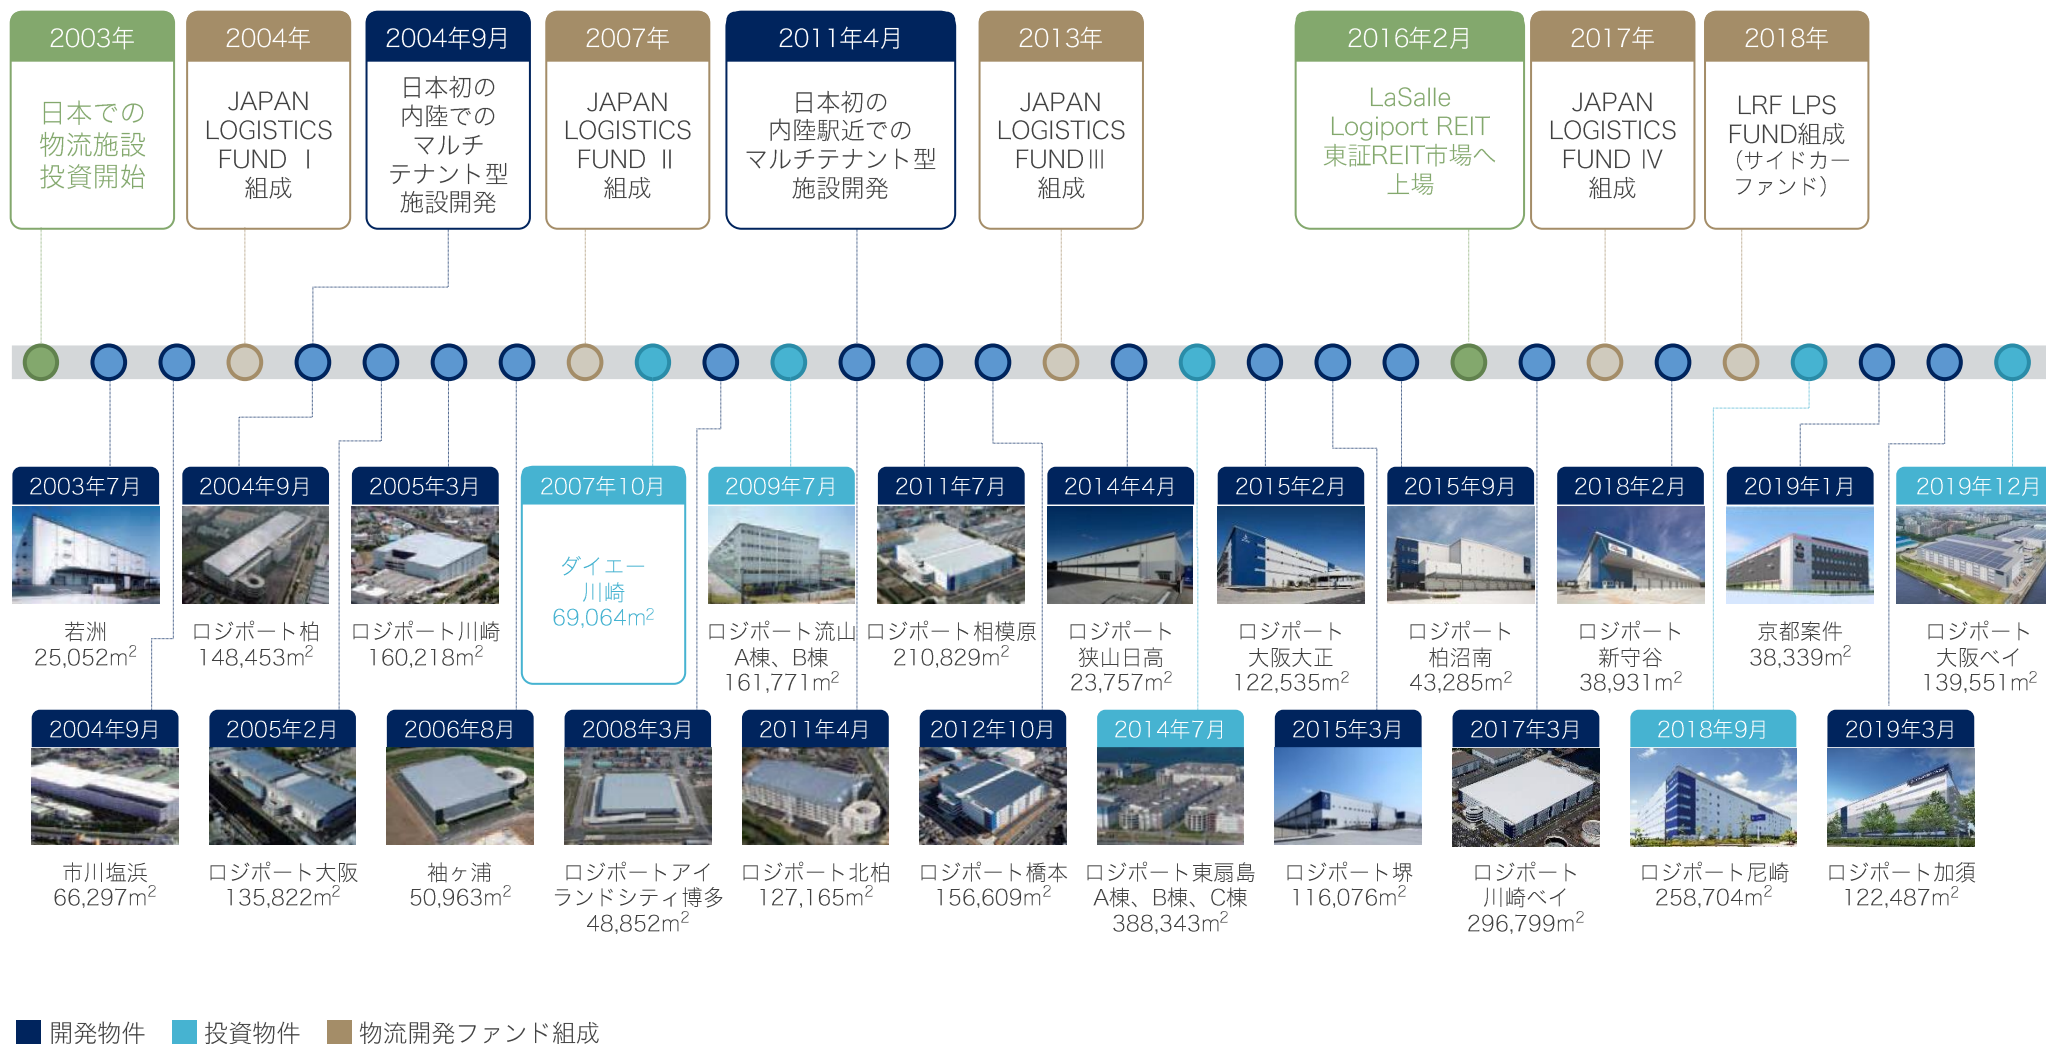 2003年
日本での
物流施設
投資開始
2004年
JAPAN
LOGISTICS
FUND Ⅰ
組成
2004年9月
日本初の
内陸での
マルチ
テナント型
施設開発
2007年
JAPAN
LOGISTICS
FUND Ⅱ
組成
2011年4月
日本初の
内陸駅近での
マルチテナント型
施設開発
2013年
JAPAN
LOGISTICS
FUNDⅢ
組成
2016年2月
LaSalle
Logiport REIT
東証REIT市場へ
上場
2017年
JAPAN
LOGISTICS
FUND Ⅳ
組成
2018年
LRF LPS
FUND組成
（サイドカー
ファンド）
2003年7月
若洲
25,052m²
2004年9月
ロジポート柏
148,453m²
2005年3月
ロジポート川崎
160,218m²
2007年10月
ダイエー
川崎
69,064m²
2009年7月
ロジポート流山
A棟、B棟
161,771m²
2011年7月
ロジポート相模原
210,829m²
2014年4月
ロジポート
狭山日高
23,757m²
2015年2月
ロジポート
大阪大正
122,535m²
2015年9月
ロジポート
柏沼南
43,285m²
2018年2月
ロジポート
新守谷
38,931m²
2019年1月
京都案件
38,339m²
2019年12月
ロジポート
大阪ベイ
139,551m²
2004年9月
市川塩浜
66,297m²
2005年2月
ロジポート大阪
135,822m²
2006年8月
袖ヶ浦
50,963m²
2008年3月
ロジポートアイ
ランドシティ博多
48,852m²
2011年4月
ロジポート北柏
127,165m²
2012年10月
ロジポート橋本
156,609m²
2014年7月
ロジポート東扇島
A棟、B棟、C棟
388,343m²
2015年3月
ロジポート堺
116,076m²
2017年3月
ロジポート
川崎ベイ
296,799m²
2018年9月
ロジポート尼崎
258,704m²
2019年3月
ロジポート加須
122,487m²
開発物件
投資物件
物流開発ファンド組成